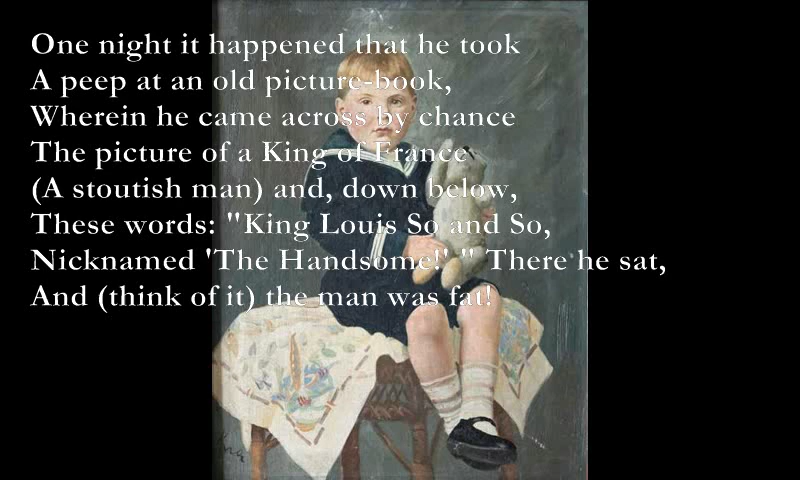 One night it happened that he took
A peep at an old picture-book,
Wherein he came across by chance
The picture of a King of France
(A stoutish man) and, down below,
These words: "King Louis So and So,
Nicknamed 'The Handsome!' " There he sat,
And (think of it) the man was fat!